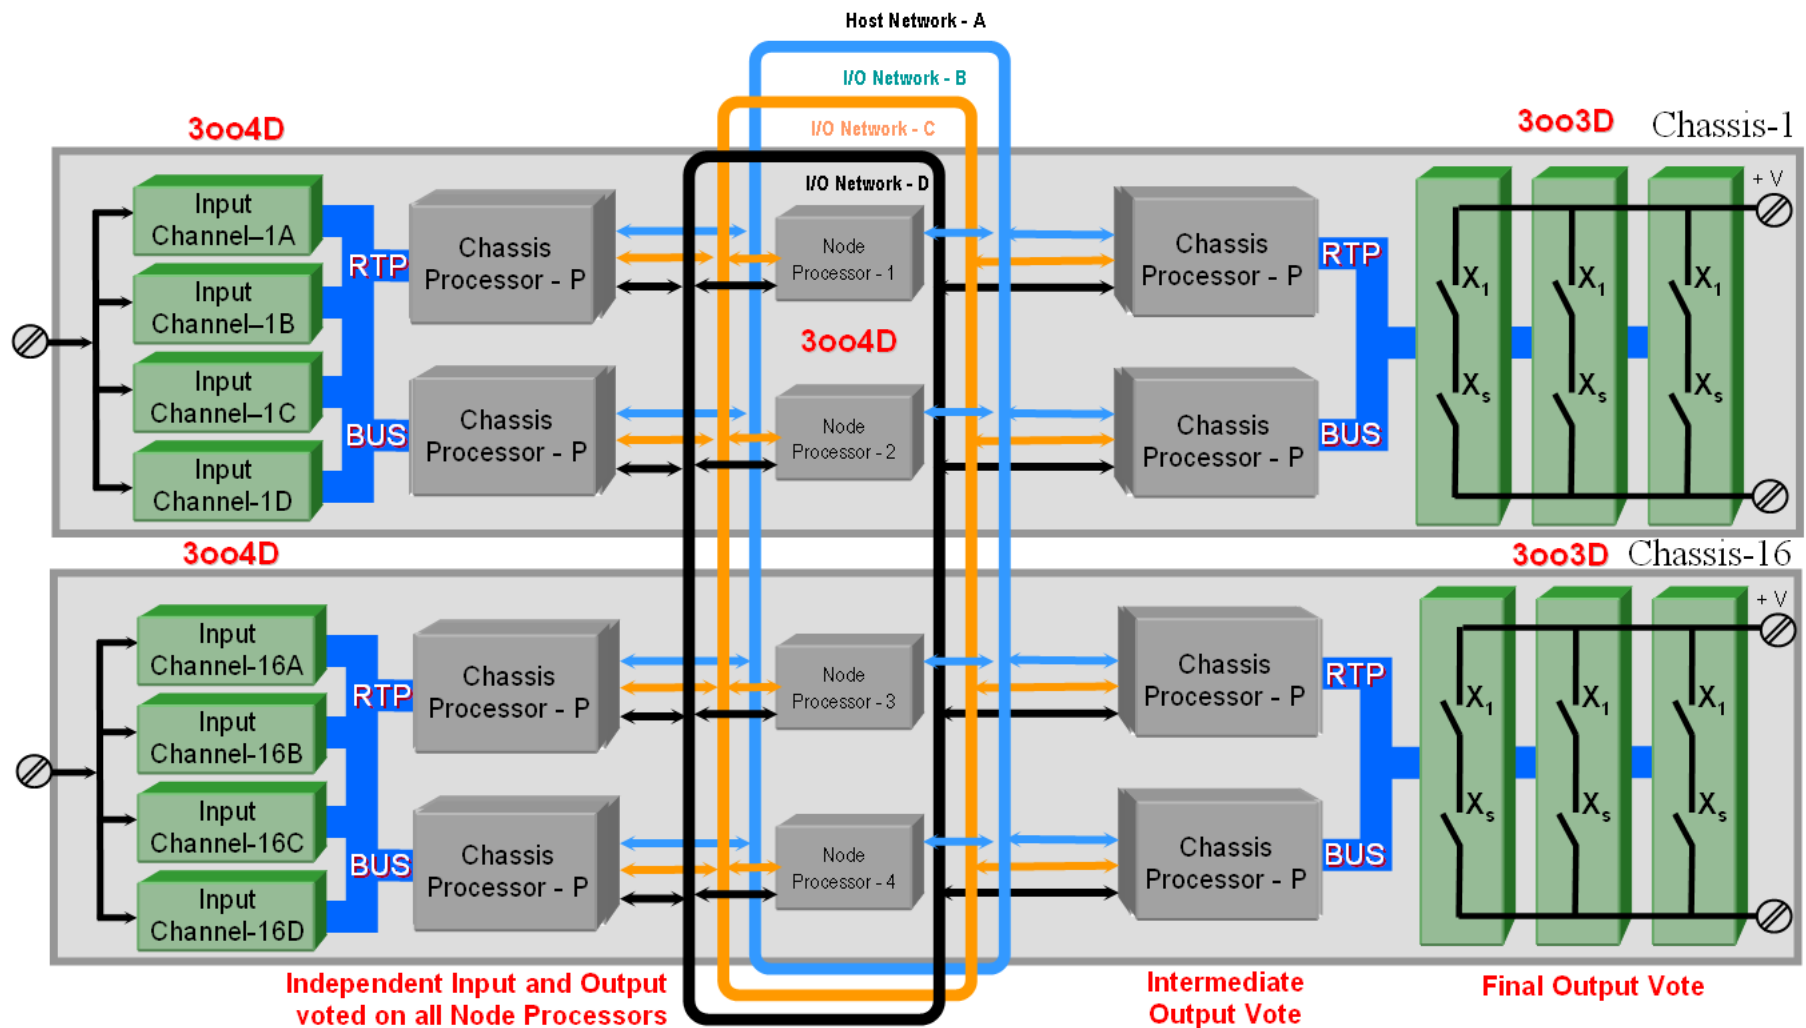 Host Network - A
I/O Network - B
I/O Network - C
I/O Network - D
3oo4D
3oo3D
Chassis-1
Input
Channel–1A
Input
Channel–1B
Input
Channel–1C
Input
Channel-1D
RTP
BUS
Chassis
Processor - P
Chassis
Processor - P
Node
Processor - 1
3oo4D
Node
Processor - 2
Chassis
Processor - P
Chassis
Processor - P
RTP
BUS
+ V
X1
X1
X1
Xs
Xs
Xs
3oo4D
3oo3D
Chassis-16
Input
Channel-16A
Input
Channel-16B
Input
Channel-16C
Input
Channel-16D
RTP
BUS
Chassis
Processor - P
Chassis
Processor - P
Node
Processor - 3
Node
Processor - 4
Chassis
Processor - P
Chassis
Processor - P
RTP
BUS
+ V
X1
X1
X1
Xs
Xs
Xs
Independent Input and Output
voted on all Node Processors
Intermediate
Output Vote
Final Output Vote